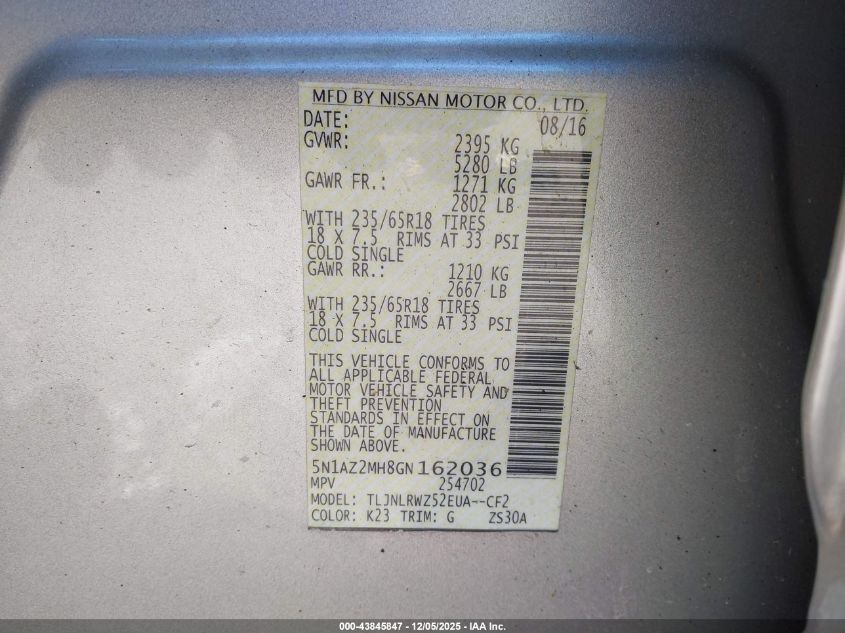 MFD BY NISSAN MOTOR CO., LTD.
DATE: 08/16
GVWR: 2395 KG
5280 LB
GAWR FR.: 1271 KG
2802 LB
WITH 235/65R18 TIRES
18 X 7.5 RIMS AT 33 PSI
COLD SINGLE
GAWR RR.: 1210 KG
2667 LB
WITH 235/65R18 TIRES
18 X 7.5 RIMS AT 33 PSI
COLD SINGLE
THIS VEHICLE CONFORMS TO
ALL APPLICABLE FEDERAL
MOTOR VEHICLE SAFETY AND
THEFT PREVENTION
STANDARDS IN EFFECT ON
THE DATE OF MANUFACTURE
SHOWN ABOVE.
5N1AZ2MH8GN162036
MPV 254702
MODEL: TLJNLRWZ52EUA--CF2
COLOR: K23 TRIM: G ZS30A
000-43845847 - 12/05/2025 - IAA Inc.